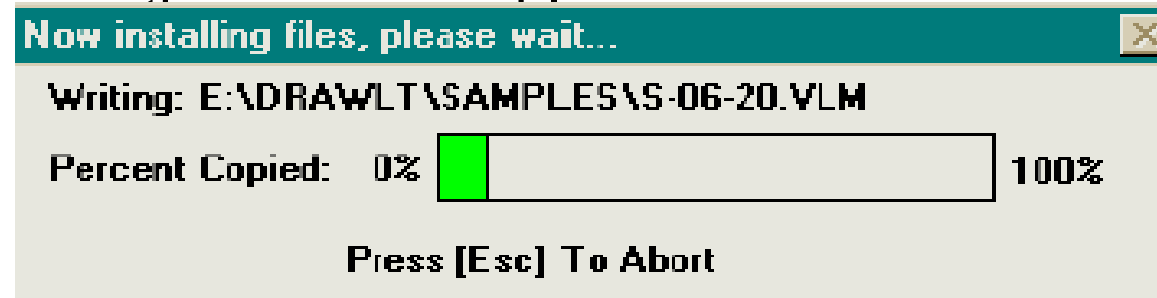 Now installing files, please wait...
Writing: E:\DRAWLT\SAMPLES\S-06-20.VLM
Percent Copied: 0% 100%
Press [Esc] To Abort